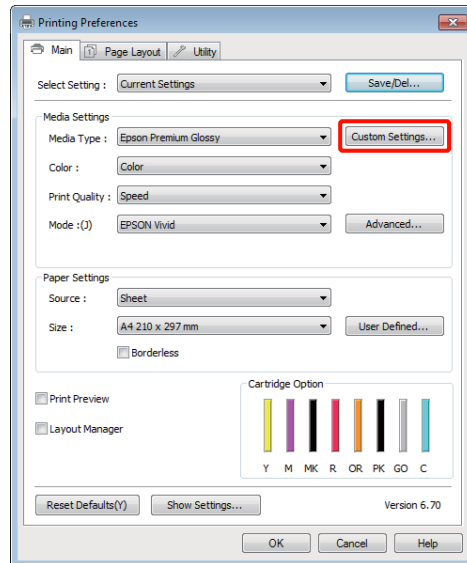 Printing Preferences
Main Page Layout Utility
Select Setting : Current Settings Save/Del...
Media Settings
Media Type : Epson Premium Glossy Custom Settings...
Color : Color
Print Quality : Speed
Mode :(J) EPSON Vivid Advanced...
Paper Settings
Source : Sheet
Size : A4 210 x 297 mm User Defined...
Borderless
Cartridge Option
Print Preview
Layout Manager
Y M MK R OR PK GO C
Reset Defaults(Y) Show Settings... Version 6.70
OK Cancel Help